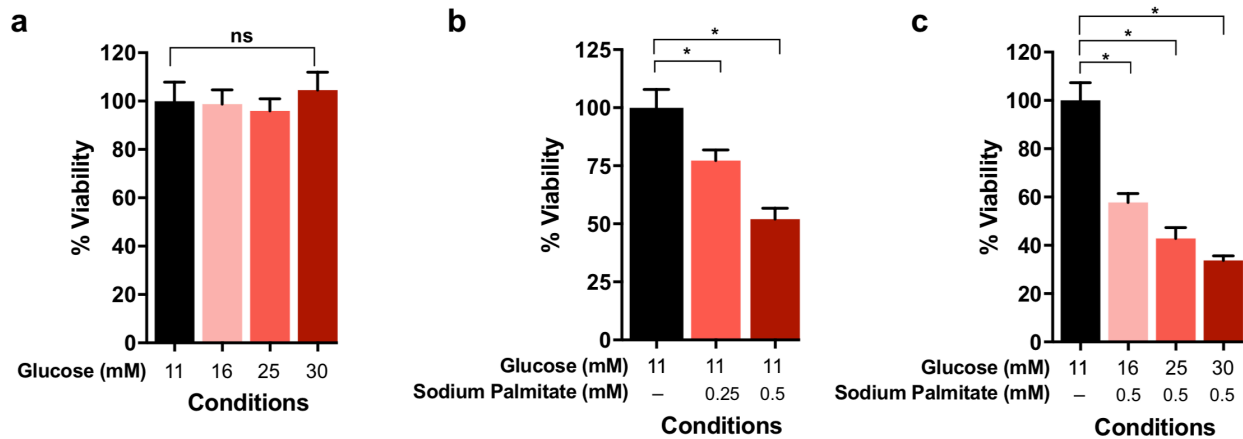 a
ns
120
100
80
60
40
20
0
% Viability
Glucose (mM) 11 16 25 30
Conditions
b
*
*
125
100
75
50
25
0
% Viability
Glucose (mM) 11 11 11
Sodium Palmitate (mM) – 0.25 0.5
Conditions
c
*
*
*
120
100
80
60
40
20
0
% Viability
Glucose (mM) 11 16 25 30
Sodium Palmitate (mM) – 0.5 0.5 0.5
Conditions